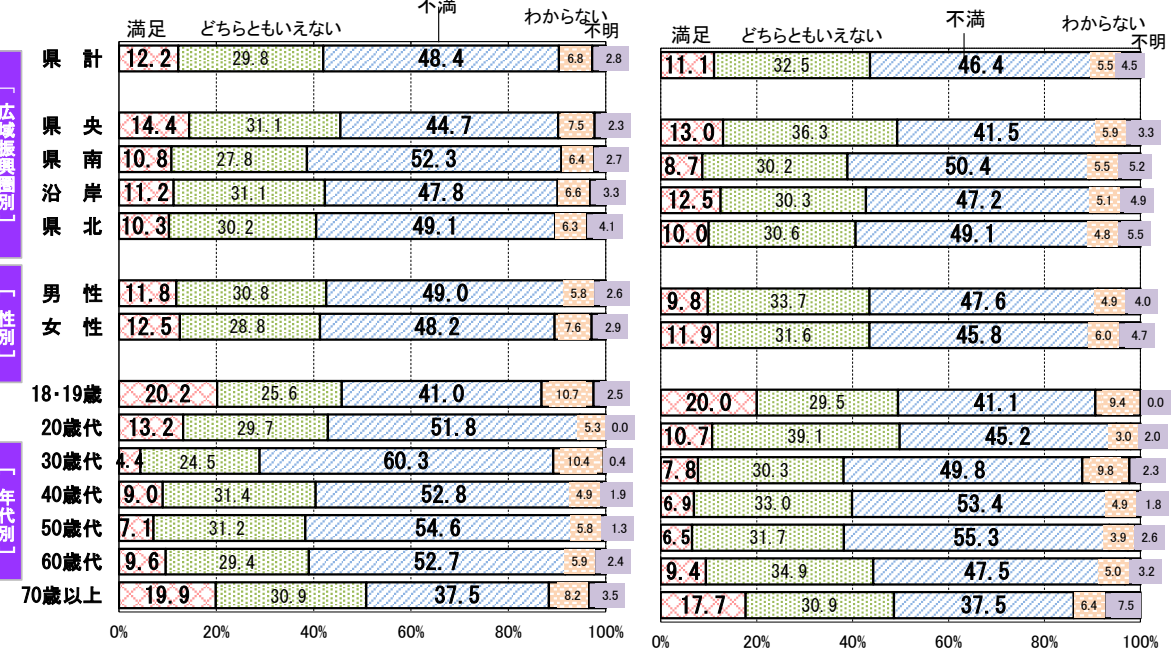 満足 どちらともいえない 不満 わからない 不明
満足 どちらともいえない 不満 わからない 不明
県 計 12.2 29.8 48.4 6.8 2.8 11.1 32.5 46.4 5.5 4.5
[広域振興圏別]
県 央 14.4 31.1 44.7 7.5 2.3 13.0 36.3 41.5 5.9 3.3
県 南 10.8 27.8 52.3 6.4 2.7 8.7 30.2 50.4 5.5 5.2
沿 岸 11.2 31.1 47.8 6.6 3.3 12.5 30.3 47.2 5.1 4.9
県 北 10.3 30.2 49.1 6.3 4.1 10.0 30.6 49.1 4.8 5.5
[性別]
男 性 11.8 30.8 49.0 5.8 2.6 9.8 33.7 47.6 4.9 4.0
女 性 12.5 28.8 48.2 7.6 2.9 11.9 31.6 45.8 6.0 4.7
[年代別]
18・19歳 20.2 25.6 41.0 10.7 2.5 20.0 29.5 41.1 9.4 0.0
20歳代 13.2 29.7 51.8 5.3 0.0 10.7 39.1 45.2 3.0 2.0
30歳代 4.4 24.5 60.3 10.4 0.4 7.8 30.3 49.8 9.8 2.3
40歳代 9.0 31.4 52.8 4.9 1.9 6.9 33.0 53.4 4.9 1.8
50歳代 7.1 31.2 54.6 5.8 1.3 6.5 31.7 55.3 3.9 2.6
60歳代 9.6 29.4 52.7 5.9 2.4 9.4 34.9 47.5 5.0 3.2
70歳以上 19.9 30.9 37.5 8.2 3.5 17.7 30.9 37.5 6.4 7.5
0% 20% 40% 60% 80% 100% 0% 20% 40% 60% 80% 100%